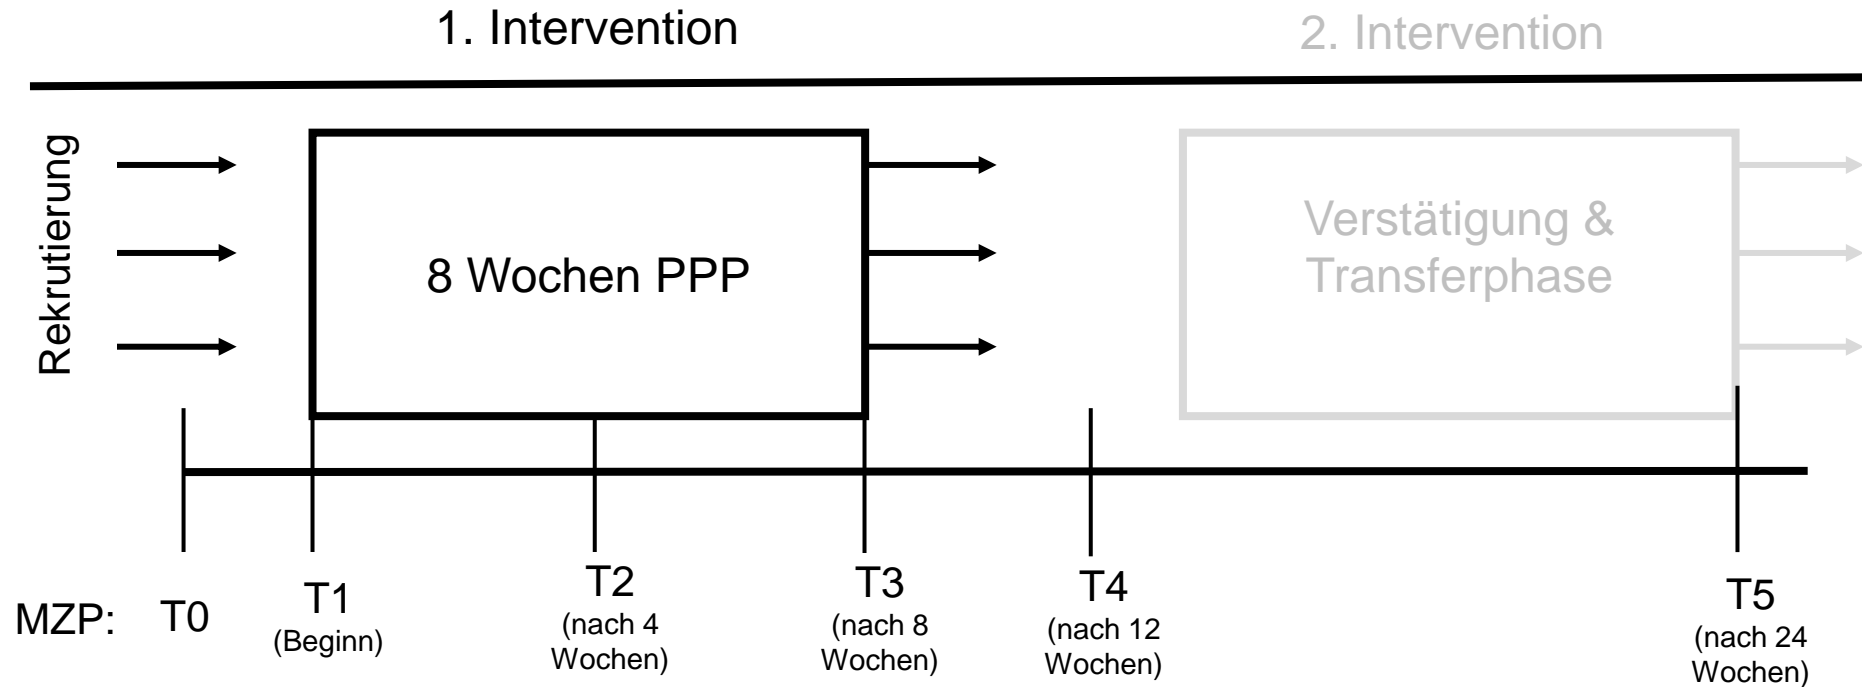 1. Intervention
2. Intervention
Rekrutierung
8 Wochen PPP
Verstätigung &
Transferphase
MZP:
T0
T1
(Beginn)
T2
(nach 4
Wochen)
T3
(nach 8
Wochen)
T4
(nach 12
Wochen)
T5
(nach 24
Wochen)